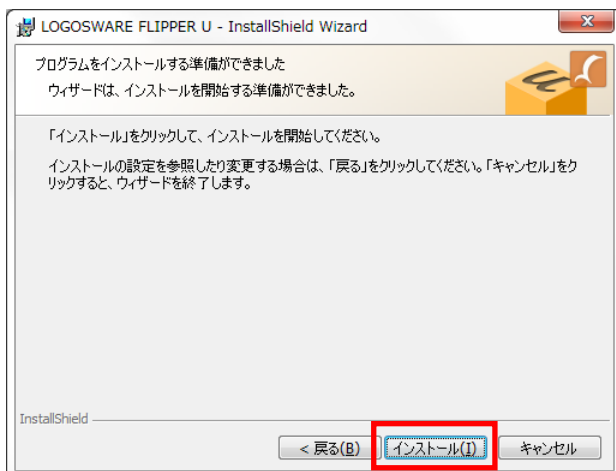 LOGOSWARE FLIPPER U - InstallShield Wizard
プログラムをインストールする準備ができました
ウィザードは、インストールを開始する準備ができました。
「インストール」をクリックして、インストールを開始してください。
インストールの設定を参照したり変更する場合は、「戻る」をクリックしてください。「キャンセル」をク
リックすると、ウィザードを終了します。
InstallShield
< 戻る(B) インストール(I) キャンセル